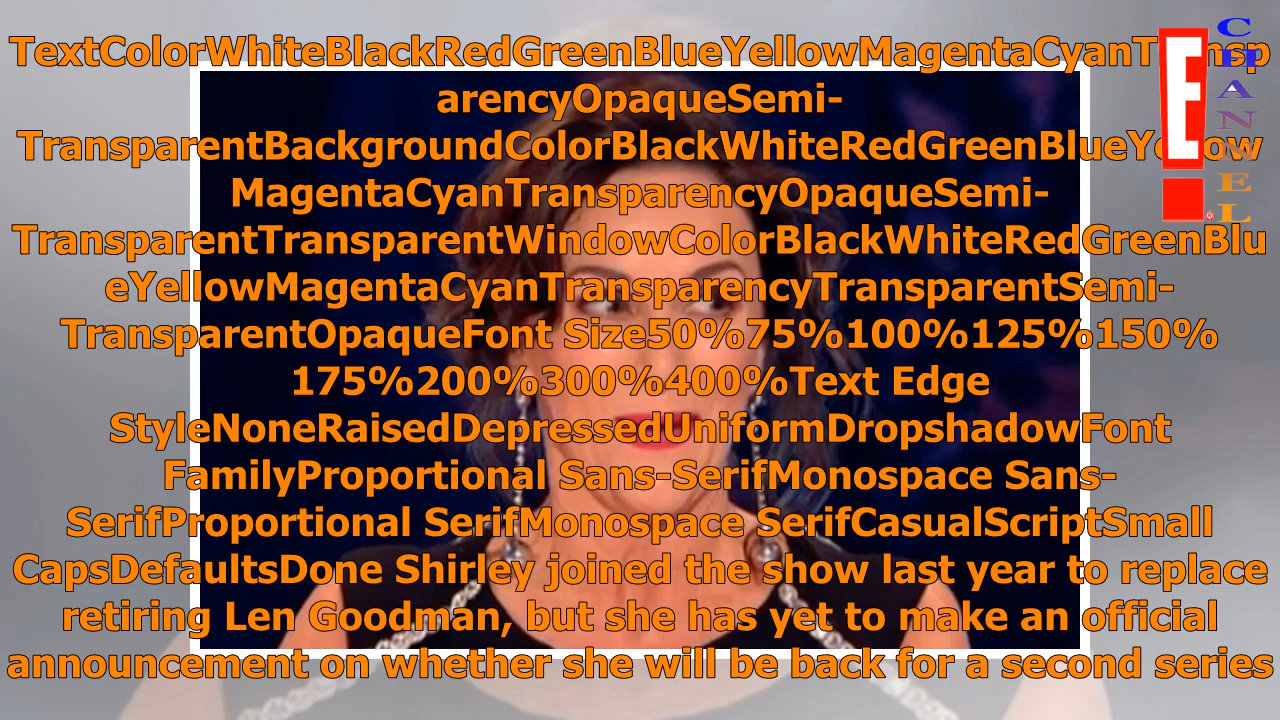 TextColorWhiteBlackRedGreenBlueYellowMagentaCyanTransp
arencyOpaqueSemi-
TransparentBackgroundColorBlackWhiteRedGreenBlueYellow
MagentaCyanTransparencyOpaqueSemi-
TransparentTransparentWindowColorBlackWhiteRedGreenBlu
eYellowMagentaCyanTransparencyTransparentSemi-
TransparentOpaqueFont Size50%75%100%125%150%
175%200%300%400%Text Edge
StyleNoneRaisedDepressedUniformDropshadowFont
FamilyProportional Sans-SerifMonospace Sans-
SerifProportional SerifMonospace SerifCasualScriptSmall
CapsDefaultsDone Shirley joined the show last year to replace
retiring Len Goodman, but she has yet to make an official
announcement on whether she will be back for a second series
E!
CHANNEL